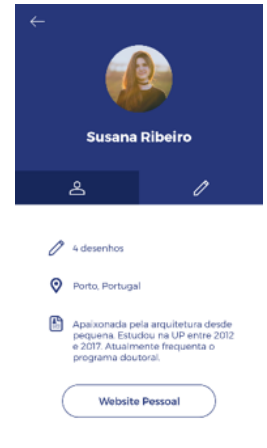 Susana Ribeiro
4 desenhos
Porto, Portugal
Apaixonada pela arquitetura desde
pequena. Estudou na UP entre 2012
e 2017. Atualmente frequenta o
programa doutoral.
Website Pessoal